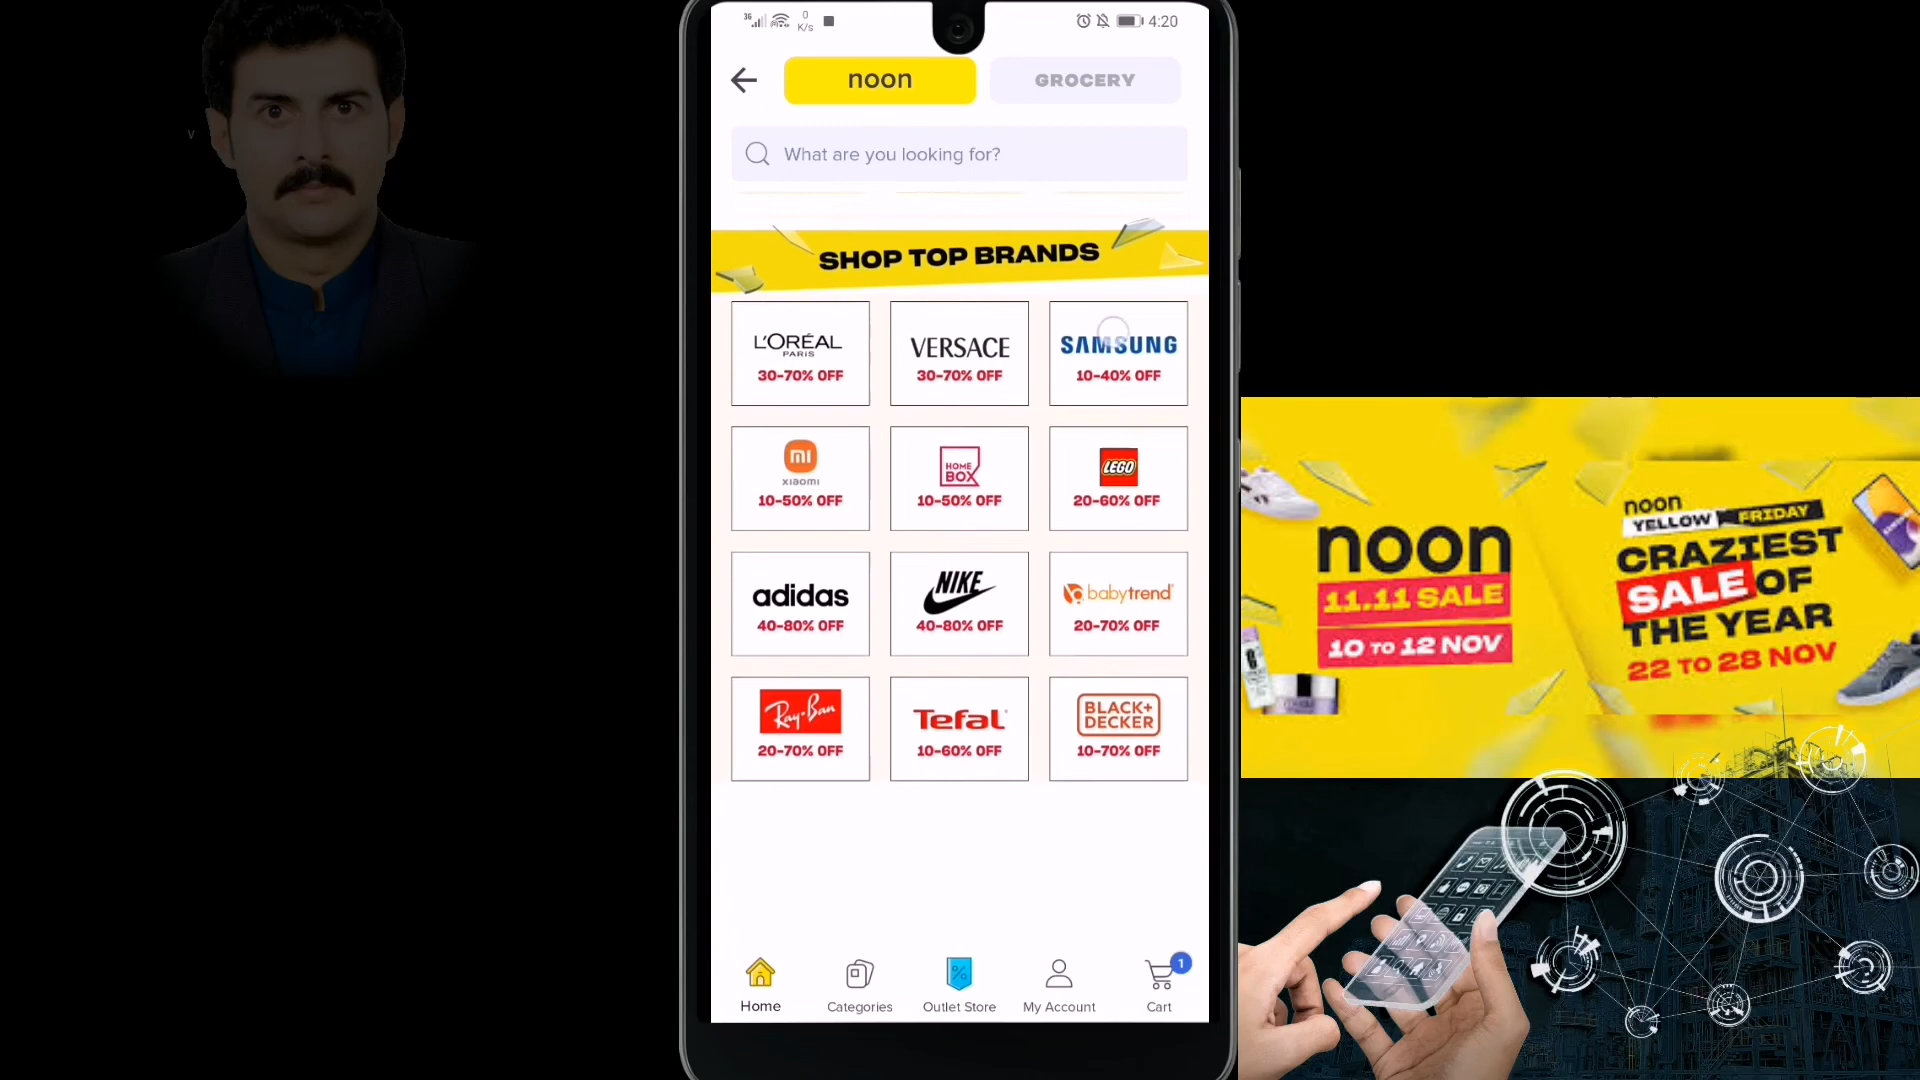 3G 0 K/s 4:20
noon GROCERY
What are you looking for?
SHOP TOP BRANDS
L'ORÉAL PARIS VERSACE SAMSUNG
30-70% OFF 30-70% OFF 10-40% OFF
mi xiaomi HOME BOX LEGO
10-50% OFF 10-50% OFF 20-60% OFF
adidas NIKE babytrend
40-80% OFF 40-80% OFF 20-70% OFF
Ray-Ban Tefal BLACK+ DECKER
20-70% OFF 10-60% OFF 10-70% OFF
1
Home Categories Outlet Store My Account Cart
v
noon
11.11 SALE
10 TO 12 NOV
noon
YELLOW FRIDAY
CRAZIEST
SALE OF
THE YEAR
22 TO 28 NOV